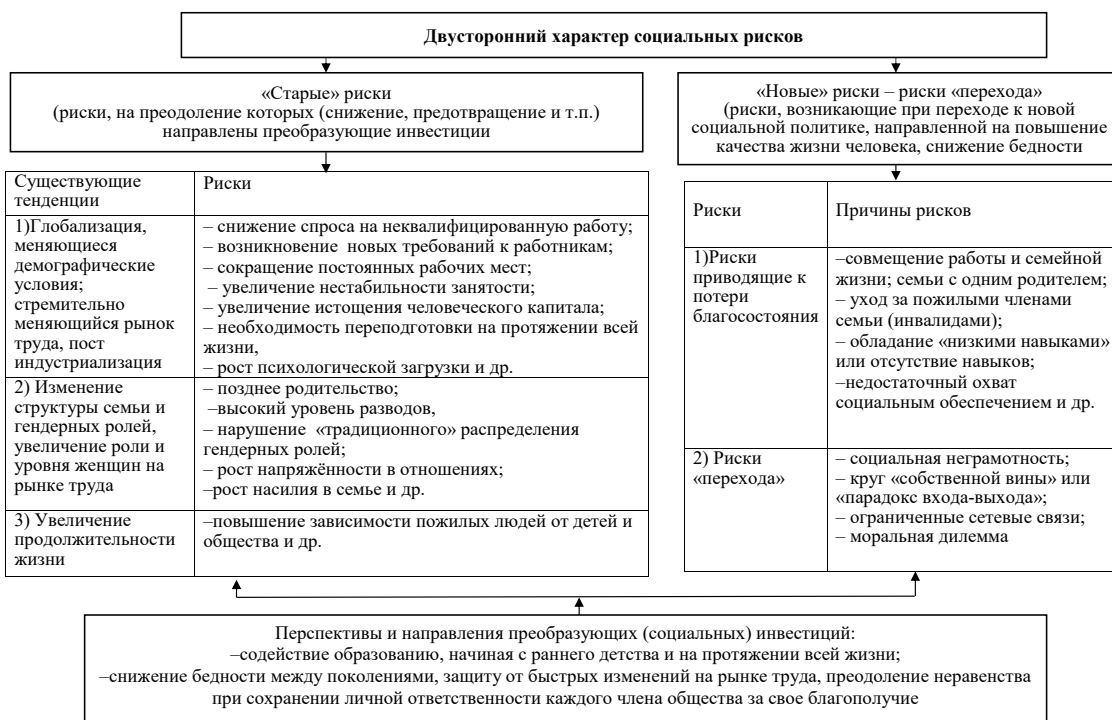 Двусторонний характер социальных рисков
«Старые» риски
(риски, на преодоление которых (снижение, предотвращение и т.п.)
направлены преобразующие инвестиции
«Новые» риски – риски «перехода»
(риски, возникающие при переходе к новой
социальной политике, направленной на повышение
качества жизни человека, снижение бедности
Существующие
тенденции
Риски
1)Глобализация,
меняющиеся
демографические
условия;
стремительно
меняющийся рынок
труда, пост
индустриализация
– снижение спроса на неквалифицированную работу;
– возникновение новых требований к работникам;
– сокращение постоянных рабочих мест;
– увеличение нестабильности занятости;
– увеличение истощения человеческого капитала;
– необходимость переподготовки на протяжении всей
жизни,
– рост психологической загрузки и др.
2) Изменение
структуры семьи и
гендерных ролей,
увеличение роли и
уровня женщин на
рынке труда
– позднее родительство;
–высокий уровень разводов,
– нарушение «традиционного» распределения
гендерных ролей;
– рост напряжённости в отношениях;
–рост насилия в семье и др.
3) Увеличение
продолжительности
жизни
–повышение зависимости пожилых людей от детей и
общества и др.
Риски
Причины рисков
1)Риски
приводящие к
потери
благосостояния
–совмещение работы и семейной
жизни; семьи с одним родителем;
– уход за пожилыми членами
семьи (инвалидами);
– обладание «низкими навыками»
или отсутствие навыков;
–недостаточный охват
социальным обеспечением и др.
2) Риски
«перехода»
– социальная неграмотность;
– круг «собственной вины» или
«парадокс входа-выхода»;
– ограниченные сетевые связи;
– моральная дилемма
Перспективы и направления преобразующих (социальных) инвестиций:
–содействие образованию, начиная с раннего детства и на протяжении всей жизни;
–снижение бедности между поколениями, защиту от быстрых изменений на рынке труда, преодоление неравенства
при сохранении личной ответственности каждого члена общества за свое благополучие